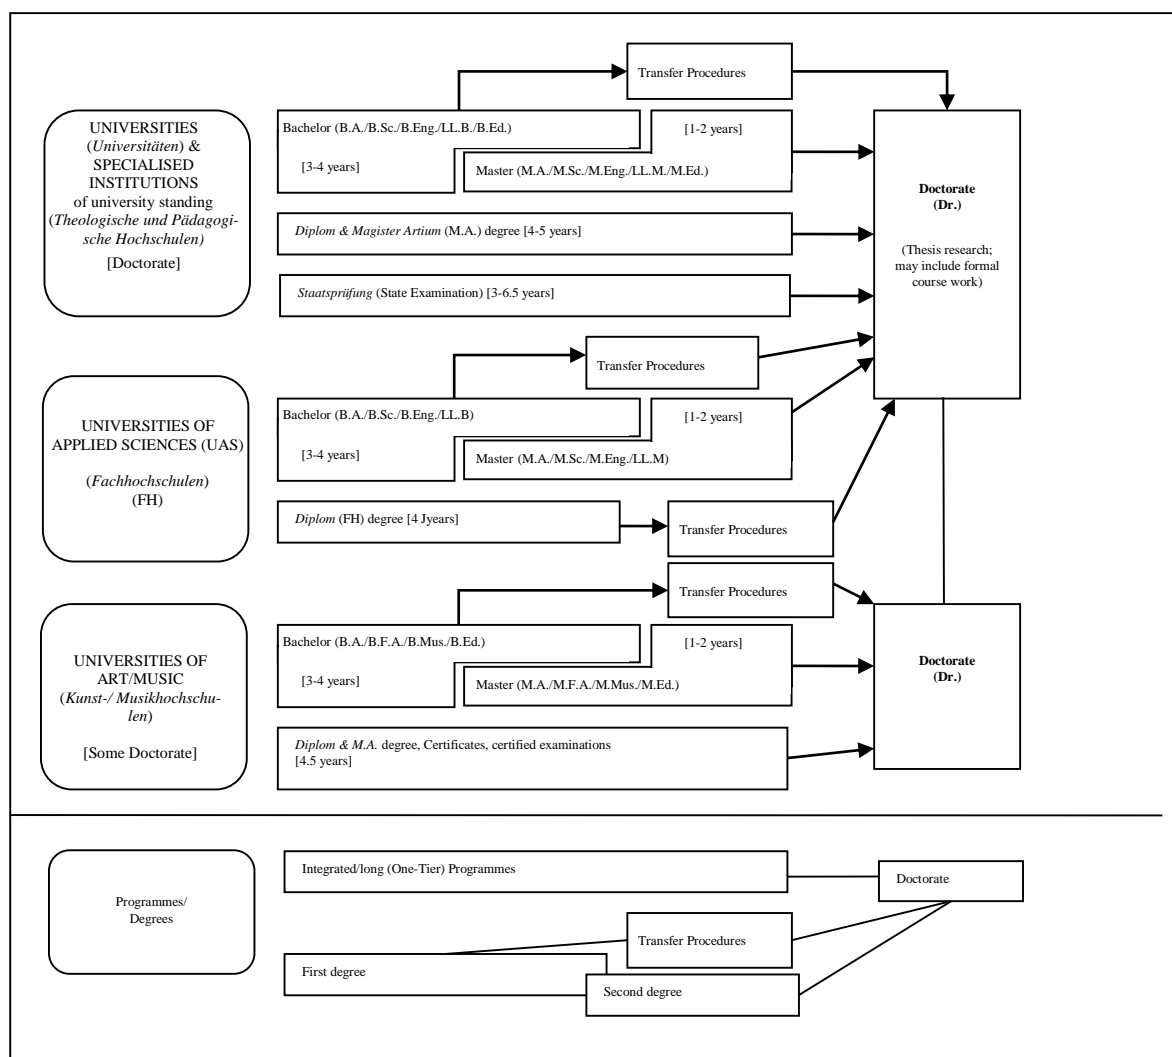 Transfer Procedures
UNIVERSITIES
(Universitäten) &
SPECIALISED
INSTITUTIONS
of university standing
(Theologische und Pädagogi-
sche Hochschulen)
[Doctorate]
Bachelor (B.A./B.Sc./B.Eng./LL.B./B.Ed.)
[3-4 years]
[1-2 years]
Master (M.A./M.Sc./M.Eng./LL.M./M.Ed.)
Diplom & Magister Artium (M.A.) degree [4-5 years]
Staatsprüfung (State Examination) [3-6.5 years]
Doctorate
(Dr.)
(Thesis research;
may include formal
course work)
UNIVERSITIES OF
APPLIED SCIENCES (UAS)
(Fachhochschulen)
(FH)
Transfer Procedures
Bachelor (B.A./B.Sc./B.Eng./LL.B)
[3-4 years]
[1-2 years]
Master (M.A./M.Sc./M.Eng./LL.M)
Diplom (FH) degree [4 Jyears]
Transfer Procedures
UNIVERSITIES OF
ART/MUSIC
(Kunst-/ Musikhochschu-
len)
[Some Doctorate]
Transfer Procedures
Bachelor (B.A./B.F.A./B.Mus./B.Ed.)
[3-4 years]
[1-2 years]
Master (M.A./M.F.A./M.Mus./M.Ed.)
Diplom & M.A. degree, Certificates, certified examinations
[4.5 years]
Doctorate
(Dr.)
Programmes/
Degrees
Integrated/long (One-Tier) Programmes
Doctorate
Transfer Procedures
First degree
Second degree